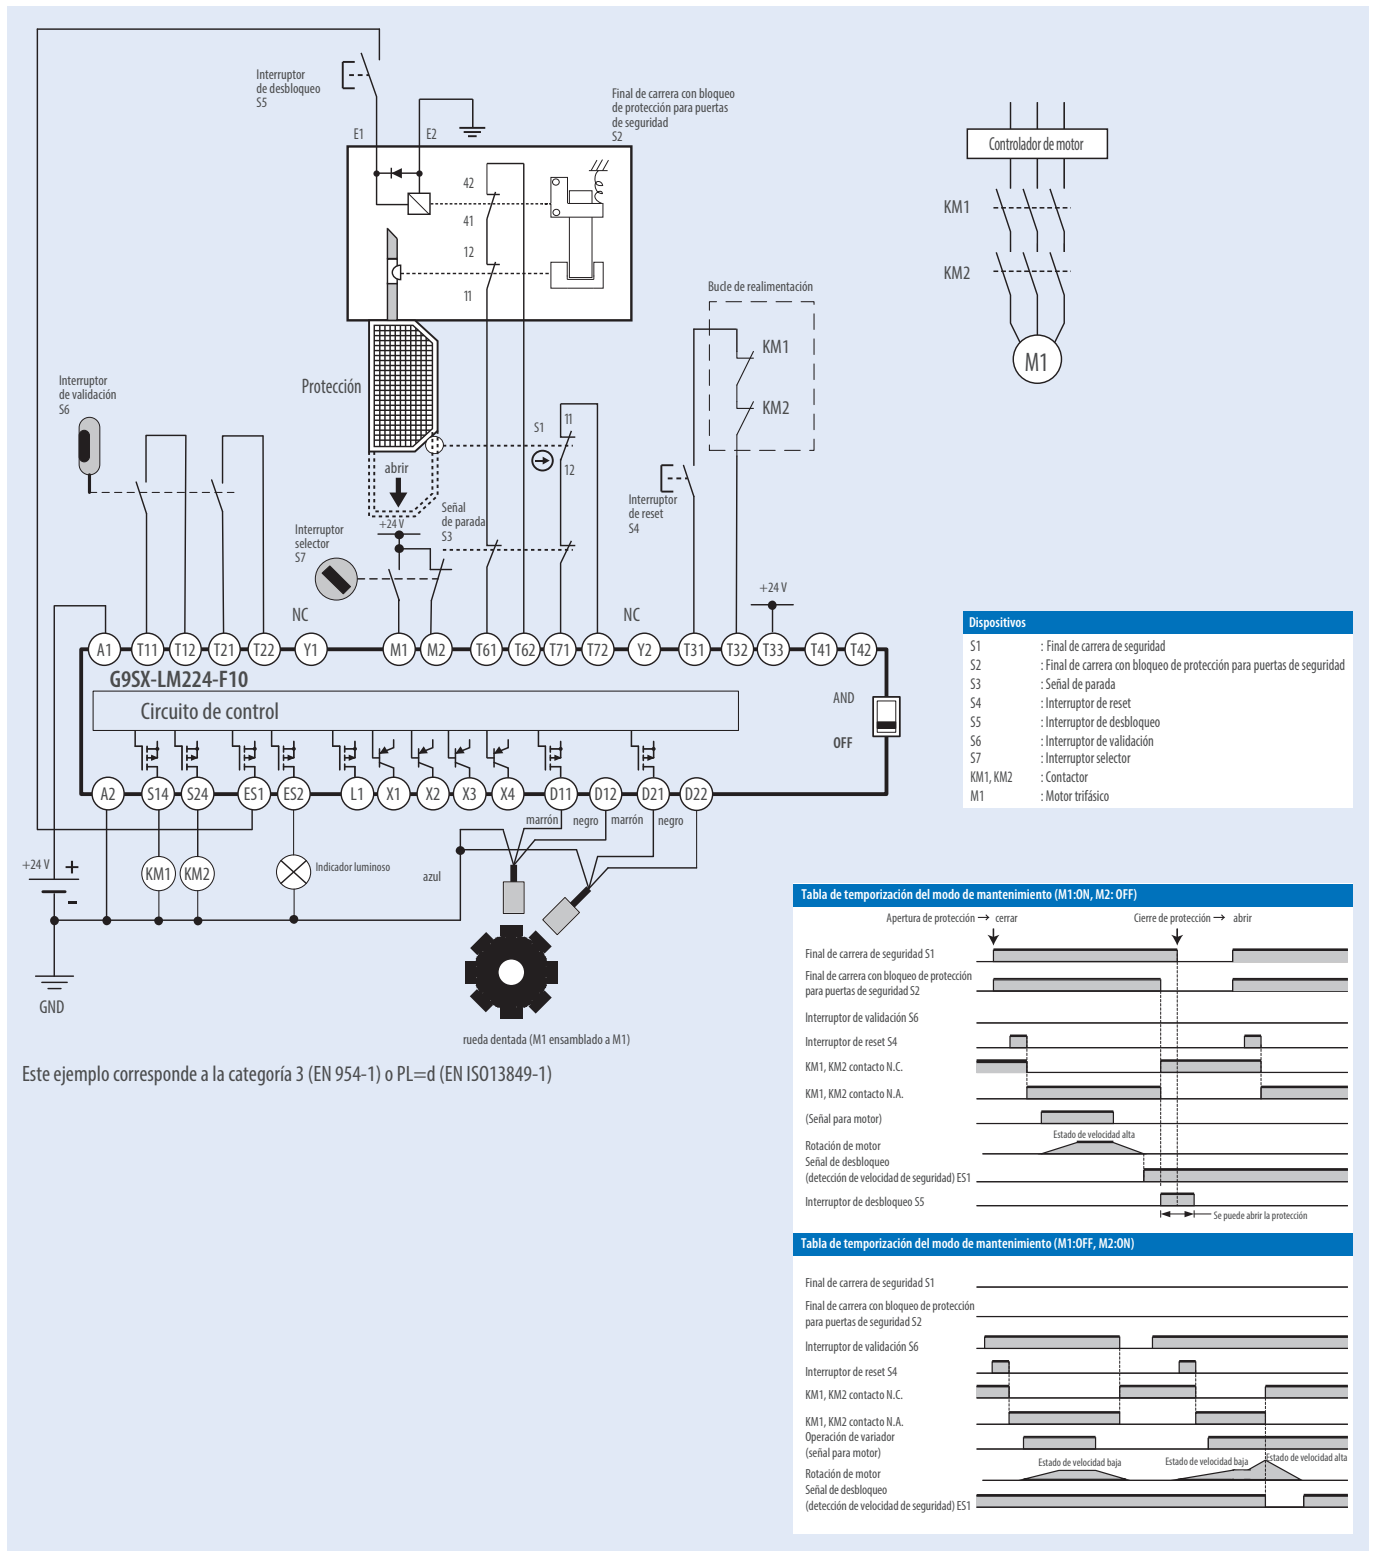 Interruptor
de desbloqueo
S5
Final de carrera con bloqueo
de protección para puertas
de seguridad
S2
E1
E2
42
41
12
11
Controlador de motor
KM1
KM2
M1
Bucle de realimentación
KM1
KM2
Interruptor
de validación
S6
Protección
abrir
S1
11
12
Interruptor
de reset
S4
Señal
de parada
S3
+24 V
Interruptor
selector
S7
+24 V
NC
NC
A1
T11
T12
T21
T22
Y1
M1
M2
T61
T62
T71
T72
Y2
T31
T32
T33
T41
T42
G9SX-LM224-F10
Circuito de control
AND
OFF
A2
S14
S24
ES1
ES2
L1
X1
X2
X3
X4
D11
D12
D21
D22
marrón
negro
marrón
negro
+24 V
+
-
KM1
KM2
Indicador luminoso
azul
GND
rueda dentada (M1 ensamblado a M1)
Este ejemplo corresponde a la categoría 3 (EN 954-1) o PL=d (EN ISO13849-1)
Dispositivos
S1 : Final de carrera de seguridad
S2 : Final de carrera con bloqueo de protección para puertas de seguridad
S3 : Señal de parada
S4 : Interruptor de reset
S5 : Interruptor de desbloqueo
S6 : Interruptor de validación
S7 : Interruptor selector
KM1, KM2 : Contactor
M1 : Motor trifásico
Tabla de temporización del modo de mantenimiento (M1:ON, M2: OFF)
Apertura de protección → cerrar
Cierre de protección → abrir
Final de carrera de seguridad S1
Final de carrera con bloqueo de protección
para puertas de seguridad S2
Interruptor de validación S6
Interruptor de reset S4
KM1, KM2 contacto N.C.
KM1, KM2 contacto N.A.
(Señal para motor)
Estado de velocidad alta
Rotación de motor
Señal de desbloqueo
(detección de velocidad de seguridad) ES1
Interruptor de desbloqueo S5
Se puede abrir la protección
Tabla de temporización del modo de mantenimiento (M1:OFF, M2:ON)
Final de carrera de seguridad S1
Final de carrera con bloqueo de protección
para puertas de seguridad S2
Interruptor de validación S6
Interruptor de reset S4
KM1, KM2 contacto N.C.
KM1, KM2 contacto N.A.
Operación de variador
(señal para motor)
Estado de velocidad baja
Estado de velocidad baja
Estado de velocidad alta
Rotación de motor
Señal de desbloqueo
(detección de velocidad de seguridad) ES1